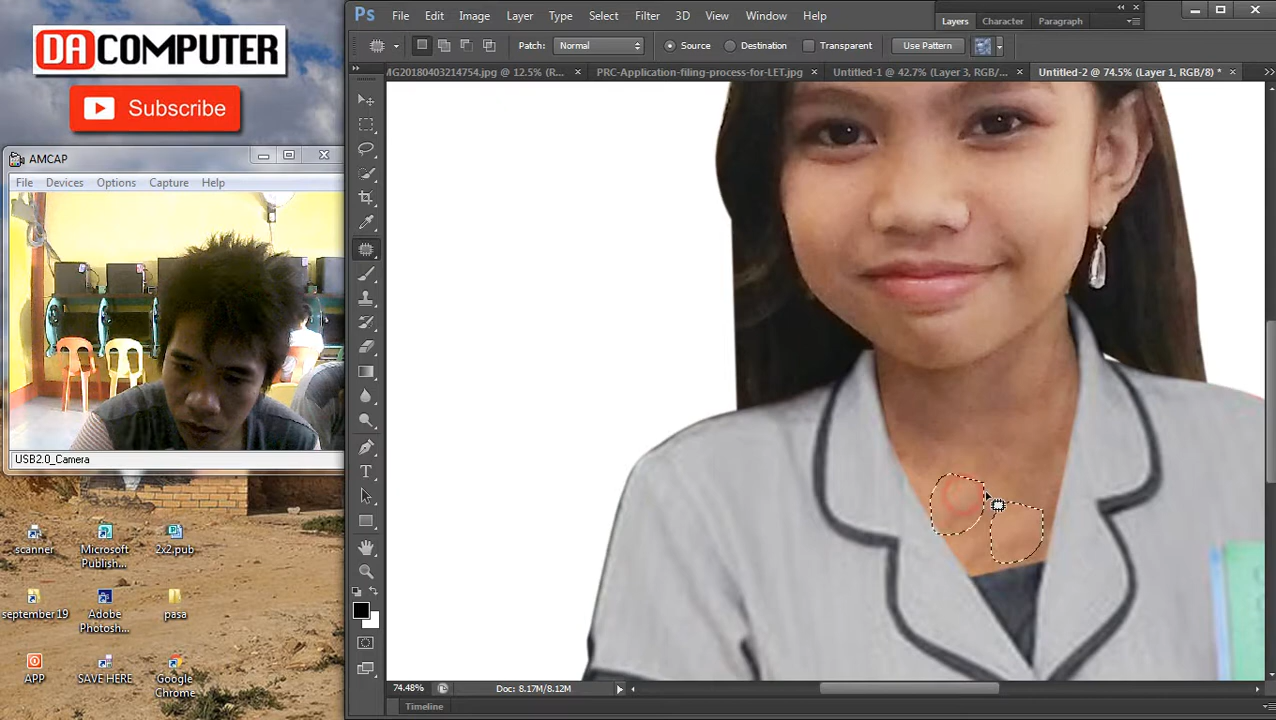 DA COMPUTER
Subscribe
AMCAP
File Devices Options Capture Help
USB2.0_Camera
scanner
Microsoft Publish...
2x2.pub
september 19
Adobe Photosh...
pasa
APP
SAVE HERE
Google Chrome
Ps File Edit Image Layer Type Select Filter 3D View Window Help
Layers Character Paragraph
Patch: Normal Source Destination Transparent Use Pattern
MG20180403214754.jpg @ 12.5% (R... × PRC-Application-filing-process-for-LET.jpg × Untitled-1 @ 42.7% (Layer 3, RGB/... × Untitled-2 @ 74.5% (Layer 1, RGB/8) * ×
T
74.48% Doc: 8.17M/8.12M
Timeline